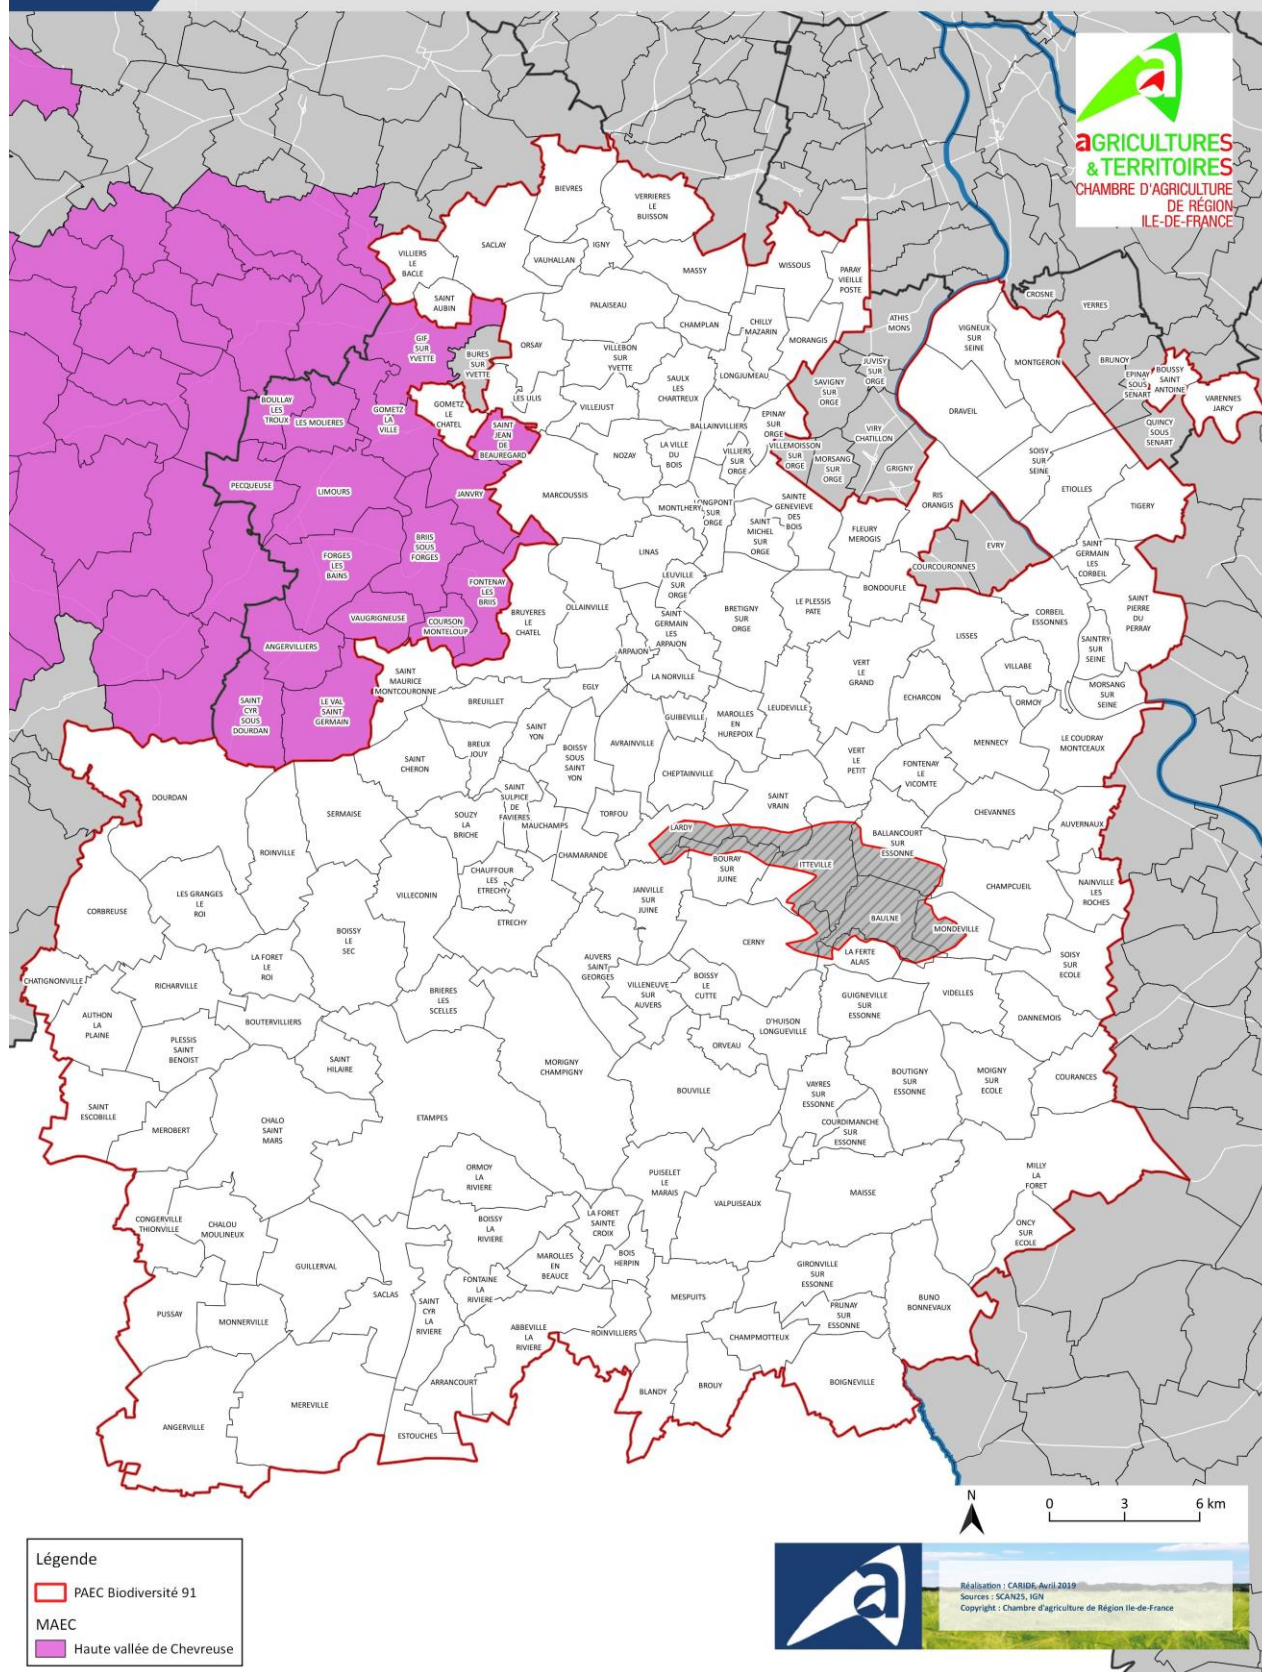 aGRICULTURES
& TERRITOIRES
CHAMBRE D'AGRICULTURE
DE RÉGION
ILE-DE-FRANCE
BIEVRES
VERRIERES
LE
BUISSON
VILLIERS
LE
BACLE
SACLAY
IGNY
VAUHALLAN
MASSY
WISSOUS
PARAY
VIEILLE
POSTE
SAINT
AUBIN
PALAISEAU
CROSNE
YERRES
ATHIS
MONS
CHAMPLAN
CHILLY
MAZARIN
MORANGIS
VIGNEUX
SUR
SEINE
MONTGERON
GIF
SUR
YVETTE
BURES
SUR
YVETTE
ORSAY
VILLEBON
SUR
YVETTE
JUVISY
SUR
ORGE
BRUNOY
EPINAY
SOUS
SENART
BOUSSY
SAINT
ANTOINE
VARENNES
JARCY
SAULX
LES
CHARTREUX
LONGJUMEAU
SAVIGNY
SUR
ORGE
BOULLAY
LES
TROUX
LES MOLIERES
GOMETZ
LA
VILLE
GOMETZ
LE
CHATEL
LES ULIS
VILLEJUST
DRAVEIL
QUINCY
SOUS
SENART
SAINT
JEAN
DE
BEAUREGARD
BALLAINVILLIERS
EPINAY
SUR
ORGE
VIRY
CHATILLON
NOZAY
LA VILLE
DU
BOIS
VILLIERS
SUR
ORGE
VILLEMOISSON
SUR
ORGE
MORSANG
SUR
ORGE
GRIGNY
SOISY
SUR
SEINE
PECQUEUSE
LIMOURS
JANVRY
MARCOUSSIS
MONTLHERY
LONGPONT
SUR
ORGE
SAINTE
GENEVIEVE
DES
BOIS
RIS
ORANGIS
ETIOLLES
TIGERY
SAINT
MICHEL
SUR
ORGE
FLEURY
MEROGIS
BRIIS
SOUS
FORGES
FORGES
LES
BAINS
LINAS
EVRY
COURCOURONNES
SAINT
GERMAIN
LES
CORBEIL
FONTENAY
LES
BRIIS
LEUVILLE
SUR
ORGE
BONDOUFLE
BRUYERES
LE
CHATEL
OLLAINVILLE
SAINT
GERMAIN
LES
ARPAJON
BRETIGNY
SUR
ORGE
LE PLESSIS
PATE
LISSES
CORBEIL
ESSONNES
SAINT
PIERRE
DU
PERRAY
VAUGRIGNEUSE
COURSON
MONTELOUP
ANGERVILLIERS
ARPAJON
SAINTRY
SUR
SEINE
VILLABE
SAINT
MAURICE
MONTCOURONNE
LA NORVILLE
VERT
LE
GRAND
MORSANG
SUR
SEINE
SAINT
CYR
SOUS
DOURDAN
LE VAL
SAINT
GERMAIN
BREUILLET
EGLY
ECHARCON
ORMOY
GUIBEVILLE
MAROLLES
EN
HUREPOIX
LEUDEVILLE
SAINT
YON
AVRAINVILLE
LE COUDRAY
MONTCEAUX
MENNECY
SAINT
CHERON
BREUX
JOUY
BOISSY
SOUS
SAINT
YON
CHEPTAINVILLE
VERT
LE
PETIT
FONTENAY
LE
VICOMTE
DOURDAN
SERMAISE
SOUZY
LA
BRICHE
SAINT
SULPICE
DE
FAVIERES
MAUCHAMPS
TORFOU
SAINT
VRAIN
CHEVANNES
AUVERNAUX
LARDY
BALLANCOURT
SUR
ESSONNE
ROINVILLE
CHAMARANDE
ITTEVILLE
BOURAY
SUR
JUINE
CHAUFFOUR
LES
ETRECHY
CHAMPCUEIL
NAINVILLE
LES
ROCHES
LES GRANGES
LE
ROI
VILLECONIN
JANVILLE
SUR
JUINE
CORBREUSE
ETRECHY
BAULNE
MONDEVILLE
BOISSY
LE
SEC
CERNY
LA FERTE
ALAIS
SOISY
SUR
ECOLE
LA FORET
LE
ROI
AUVERS
SAINT
GEORGES
CHATIGNONVILLE
RICHARVILLE
BRIERES
LES
SCELLES
VILLENEUVE
SUR
AUVERS
BOISSY
LE
CUTTE
GUIGNEVILLE
SUR
ESSONNE
VIDELLES
AUTHON
LA
PLAINE
BOUTERVILLIERS
D'HUISON
LONGUEVILLE
DANNEMOIS
PLESSIS
SAINT
BENOIST
SAINT
HILAIRE
MORIGNY
CHAMPIGNY
ORVEAU
BOUVILLE
VAYRES
SUR
ESSONNE
BOUTIGNY
SUR
ESSONNE
MOIGNY
SUR
ECOLE
COURANCES
SAINT
ESCOBILLE
MEROBERT
CHALO
SAINT
MARS
ETAMPES
COURDIMANCHE
SUR
ESSONNE
ORMOY
LA
RIVIERE
PUISELET
LE
MARAIS
VALPUISEAUX
MAISSE
MILLY
LA
FORET
CONGERVILLE
THIONVILLE
CHALOU
MOULINEUX
BOISSY
LA
RIVIERE
LA FORET
SAINTE
CROIX
ONCY
SUR
ECOLE
GUILLERVAL
MAROLLES
EN
BEAUCE
BOIS
HERPIN
GIRONVILLE
SUR
ESSONNE
FONTAINE
LA
RIVIERE
SACLAS
SAINT
CYR
LA
RIVIERE
MESPUITS
BUNO
BONNEVAUX
PUSSAY
MONNERVILLE
PRUNAY
SUR
ESSONNE
ABBEVILLE
LA
RIVIERE
ROINVILLIERS
CHAMPMOTTEUX
ARRANCOURT
BLANDY
BROUY
BOIGNEVILLE
MEREVILLE
ANGERVILLE
ESTOUCHES
N
0 3 6 km
Légende
PAEC Biodiversité 91
MAEC
Haute vallée de Chevreuse
Réalisation : CARIDF, Avril 2019
Sources : SCAN25, IGN
Copyright : Chambre d'agriculture de Région Ile-de-France